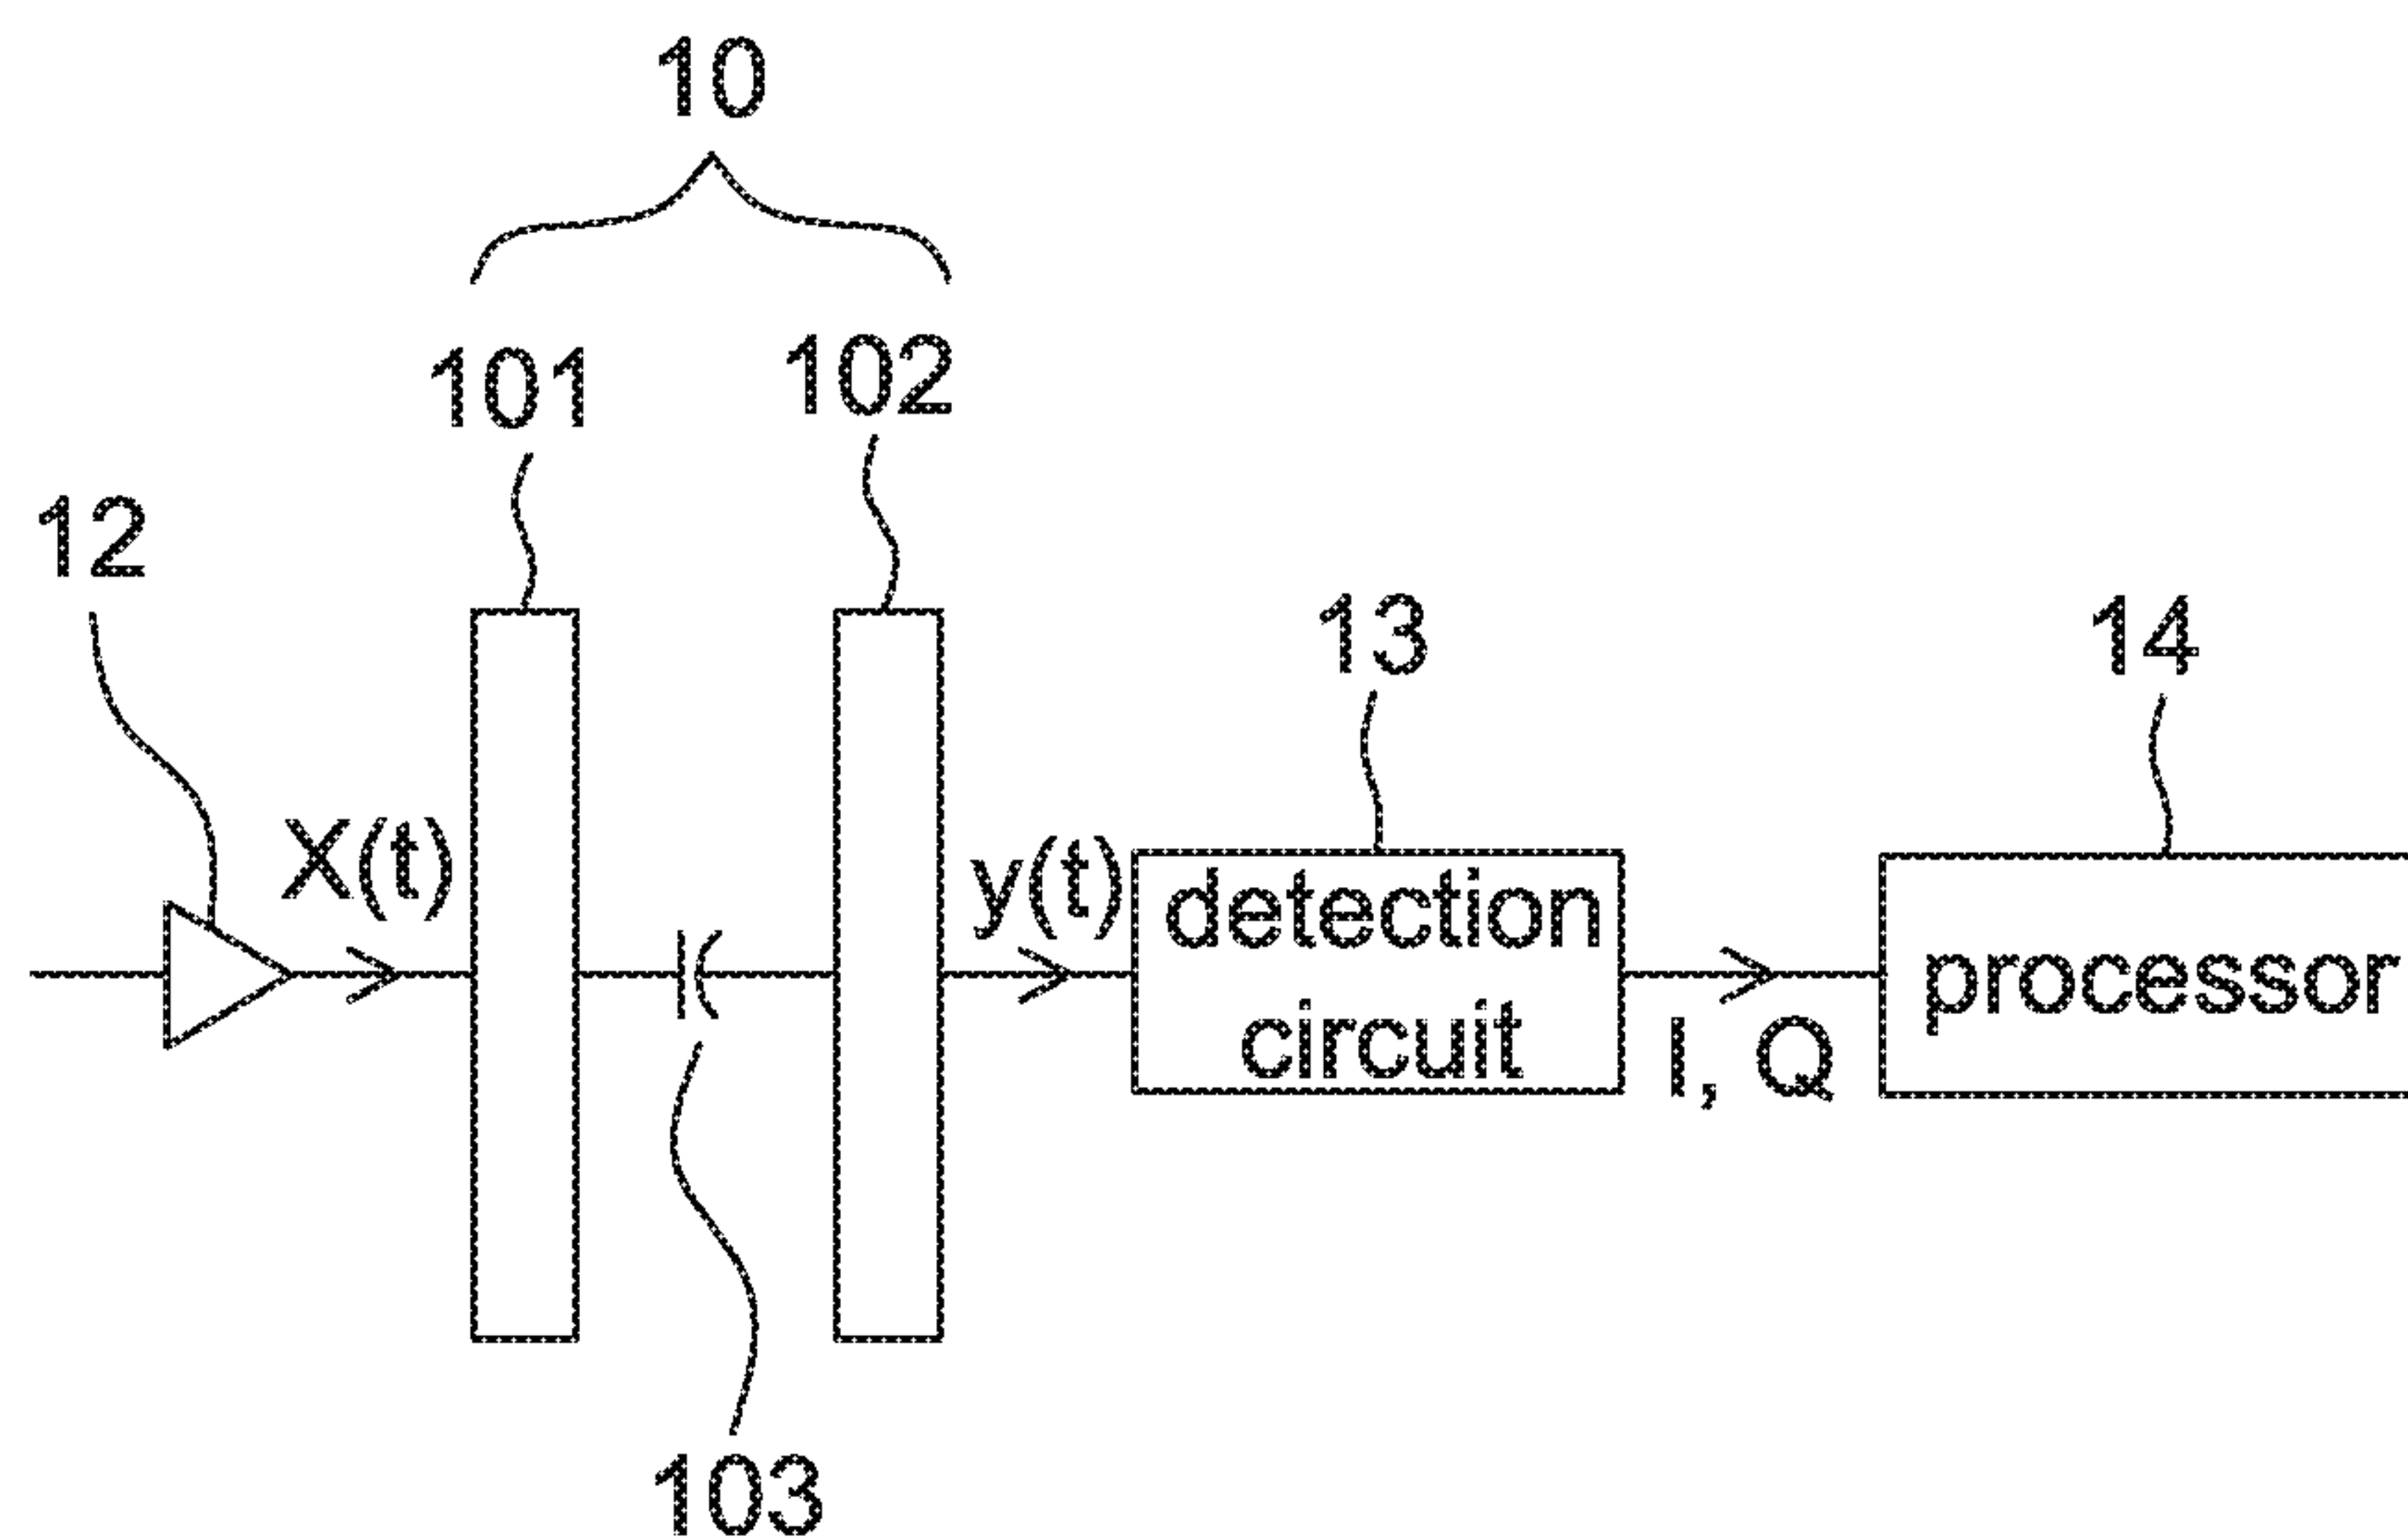 10
101
102
12
13
14
X(t)
y(t)
detection
circuit
processor
I, Q
103